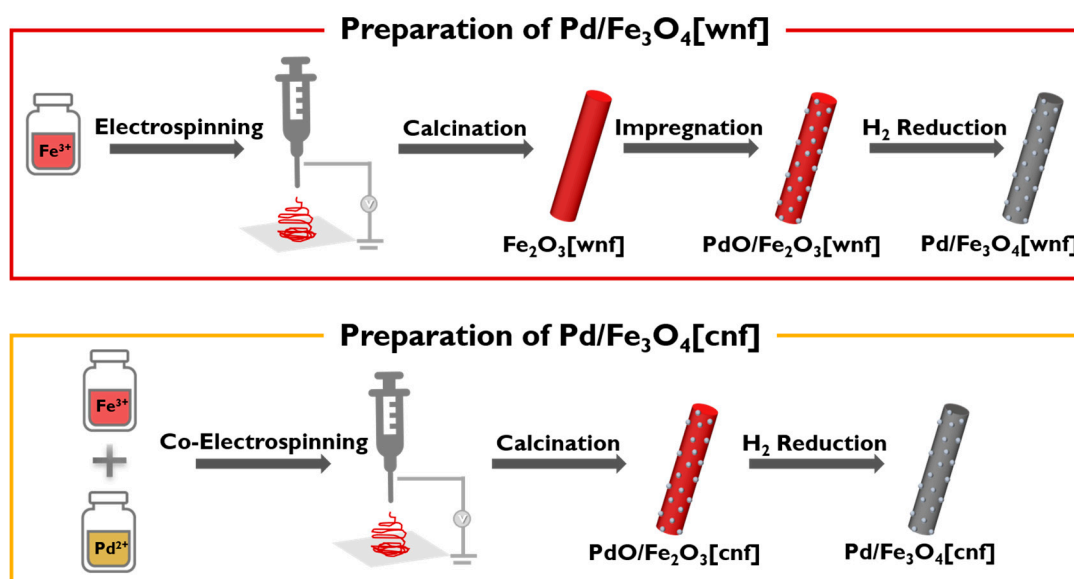 Preparation of Pd/Fe₃O₄[wnf]
Fe³⁺
Electrospinning
V
Calcination
Fe₂O₃[wnf]
Impregnation
PdO/Fe₂O₃[wnf]
H₂ Reduction
Pd/Fe₃O₄[wnf]
Preparation of Pd/Fe₃O₄[cnf]
Fe³⁺
+
Pd²⁺
Co-Electrospinning
V
Calcination
PdO/Fe₂O₃[cnf]
H₂ Reduction
Pd/Fe₃O₄[cnf]